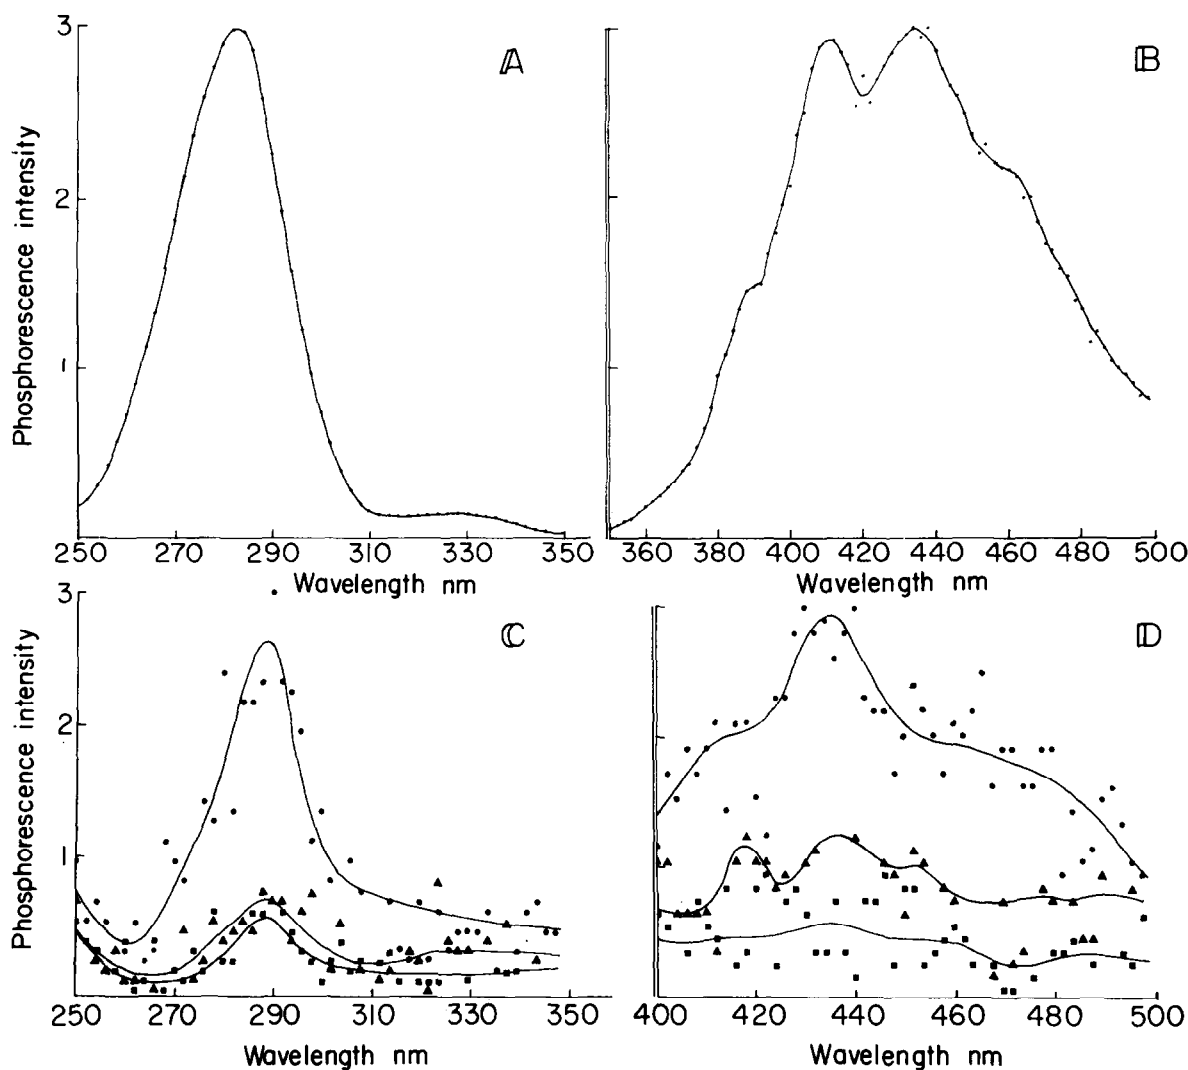 A
B
3
2
1
Phosphorescence intensity
250 270 290 310 330 350
Wavelength nm
360 380 400 420 440 460 480 500
Wavelength nm
C
D
3
2
1
Phosphorescence intensity
250 270 290 310 330 350
Wavelength nm
400 420 440 460 480 500
Wavelength nm